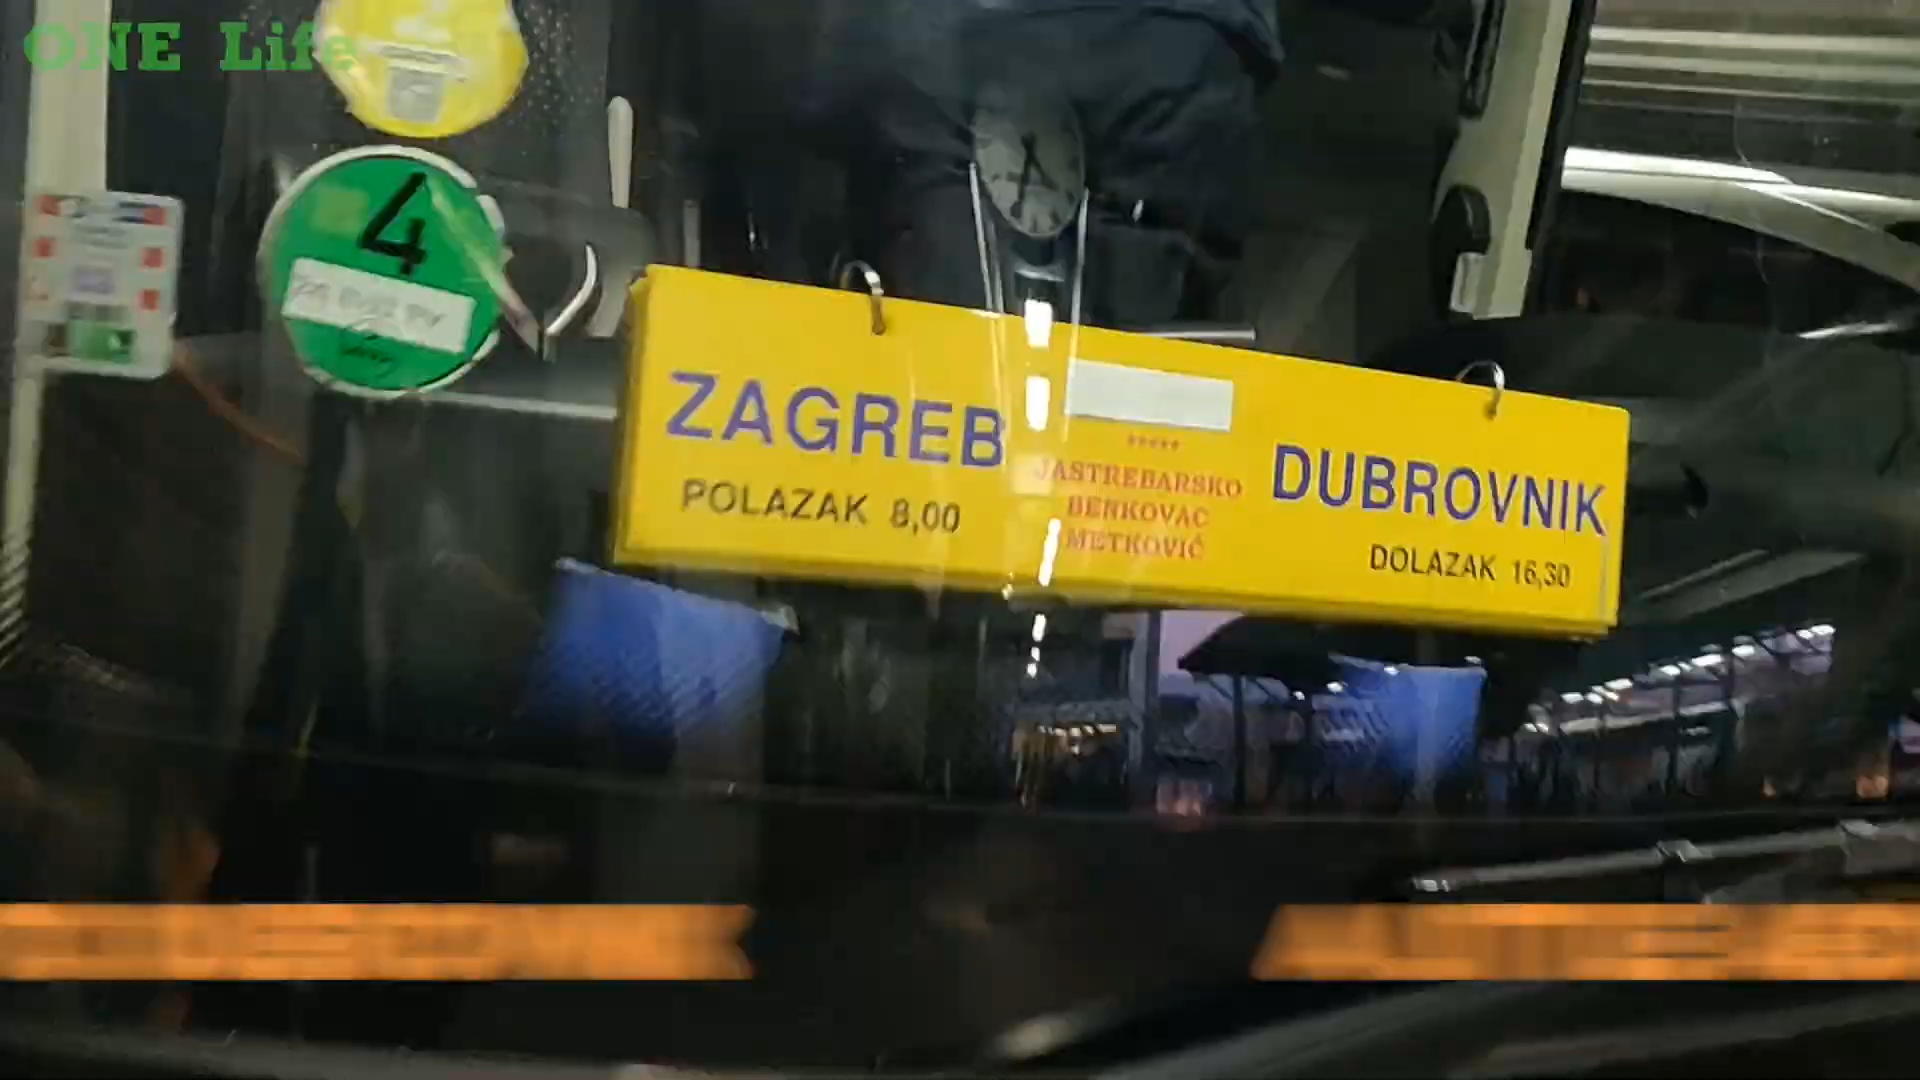 ONE Life
4
ZAGREB
POLAZAK 8,00
*****
JASTREBARSKO
BENKOVAC
METKOVIĆ
DUBROVNIK
DOLAZAK 16,30